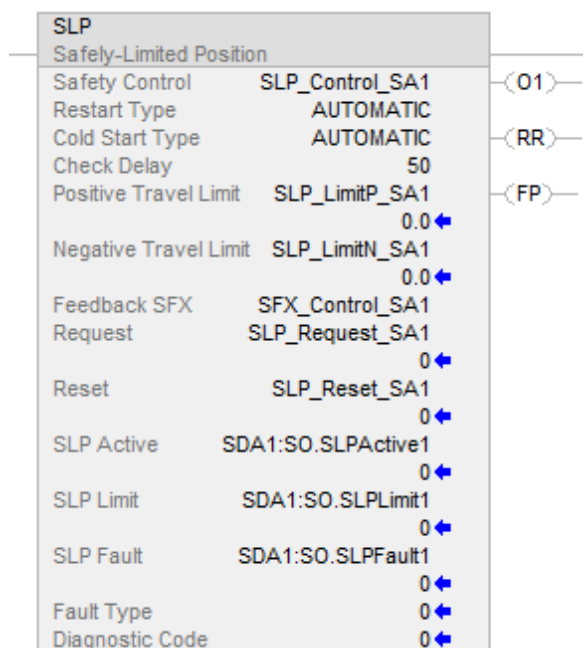 SLP
Safely-Limited Position
Safety Control SLP_Control_SA1 (O1)
Restart Type AUTOMATIC
Cold Start Type AUTOMATIC (RR)
Check Delay 50
Positive Travel Limit SLP_LimitP_SA1 (FP)
0.0
Negative Travel Limit SLP_LimitN_SA1
0.0
Feedback SFX SFX_Control_SA1
Request SLP_Request_SA1
0
Reset SLP_Reset_SA1
0
SLP Active SDA1:SO.SLPActive1
0
SLP Limit SDA1:SO.SLPLimit1
0
SLP Fault SDA1:SO.SLPFault1
0
Fault Type 0
Diagnostic Code 0